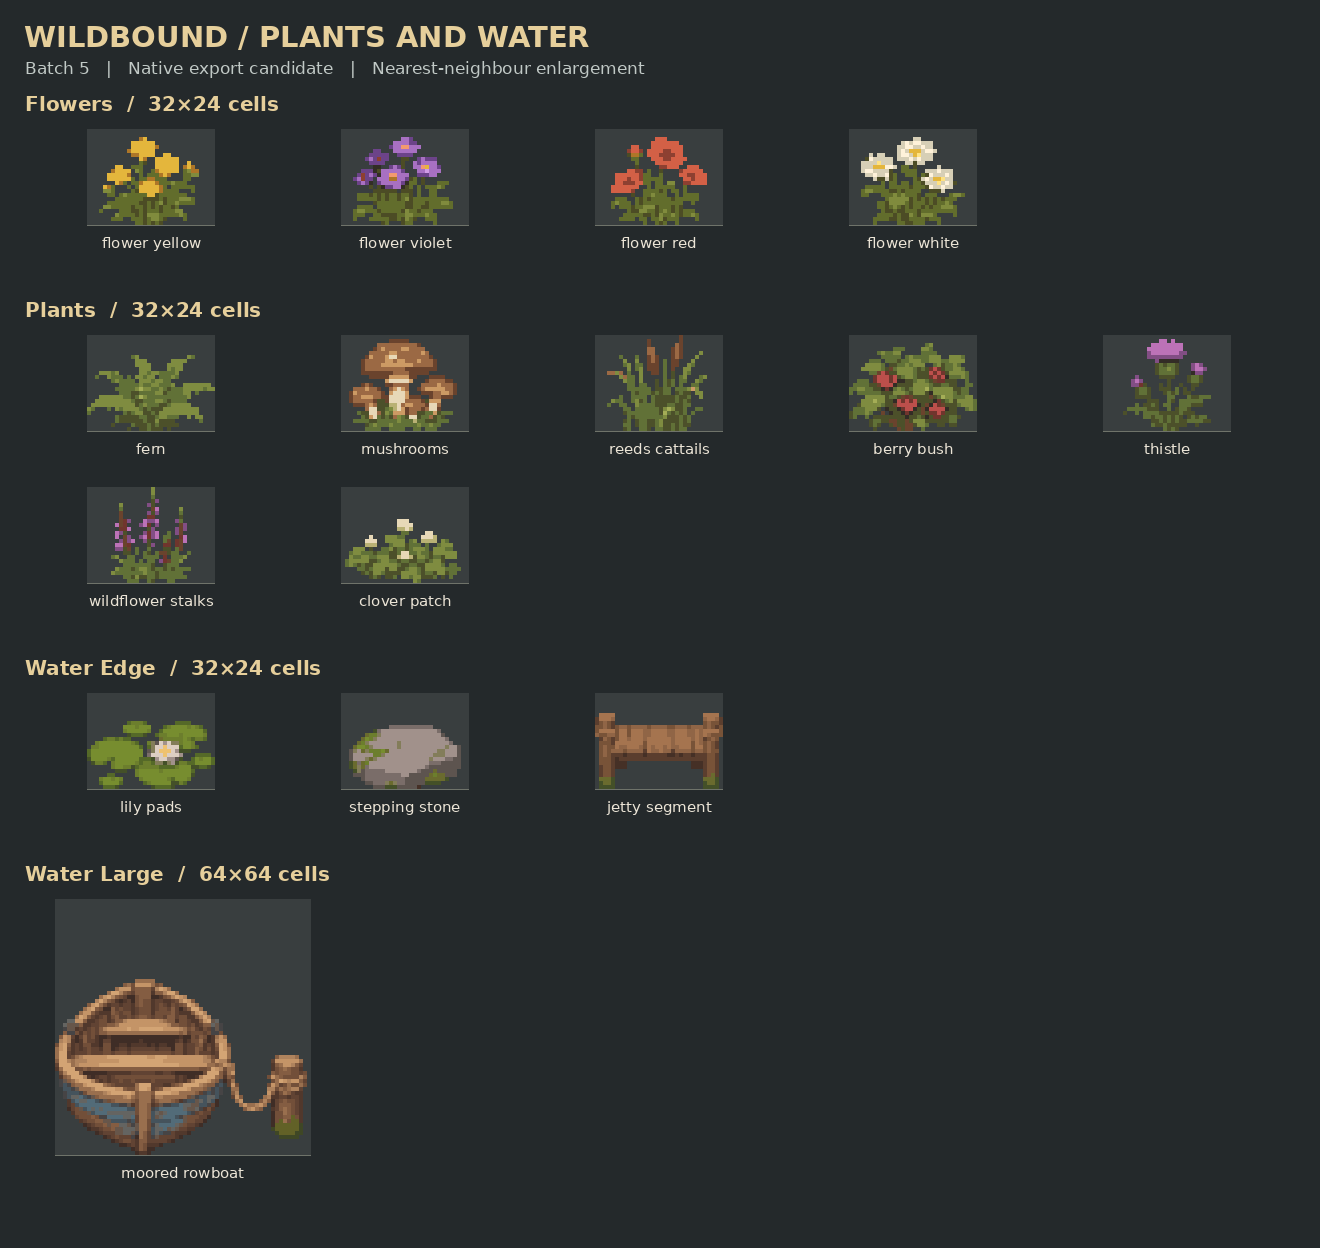 WILDBOUND / PLANTS AND WATER
Batch 5 | Native export candidate | Nearest-neighbour enlargement
Flowers / 32×24 cells
flower yellow flower violet flower red flower white
Plants / 32×24 cells
fern mushrooms reeds cattails berry bush thistle
wildflower stalks clover patch
Water Edge / 32×24 cells
lily pads stepping stone jetty segment
Water Large / 64×64 cells
moored rowboat